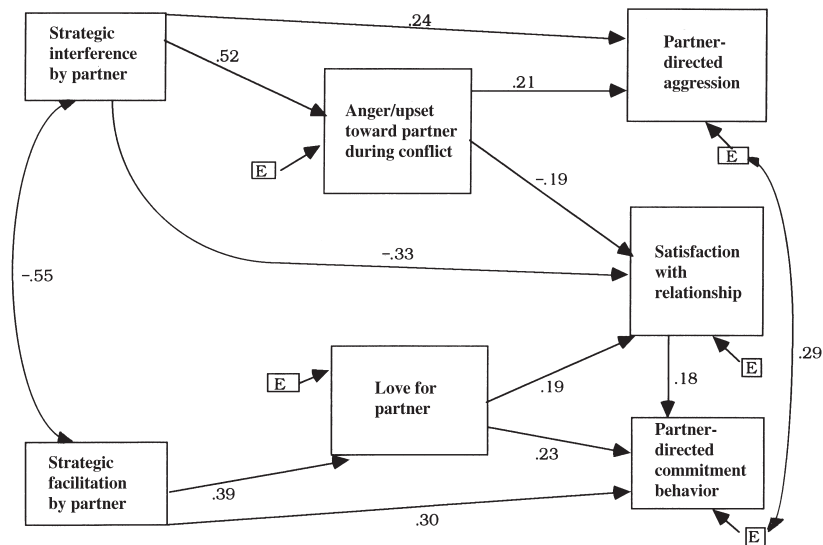 Strategic
interference
by partner
.24
Partner-
directed
aggression
.52
Anger/upset
toward partner
during conflict
.21
E
E
-.19
Satisfaction
with
relationship
-.33
-.55
.29
E
Love for
partner
E
.19
.18
Strategic
facilitation
by partner
.39
.23
Partner-
directed
commitment
behavior
.30
E